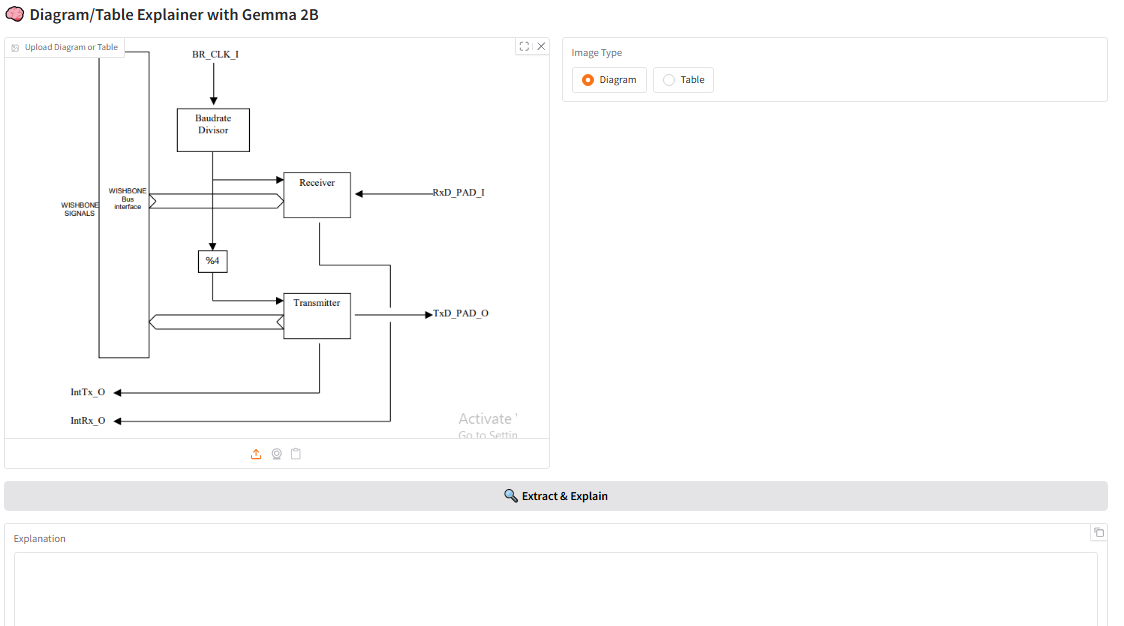 Diagram/Table Explainer with Gemma 2B
Upload Diagram or Table
Image Type
Diagram
Table
BR_CLK_I
Baudrate
Divisor
Receiver
RxD_PAD_I
WISHBONE
Bus
interface
WISHBONE
SIGNALS
%4
Transmitter
TxD_PAD_O
IntTx_O
IntRx_O
Activate
Go to Settin
Extract & Explain
Explanation